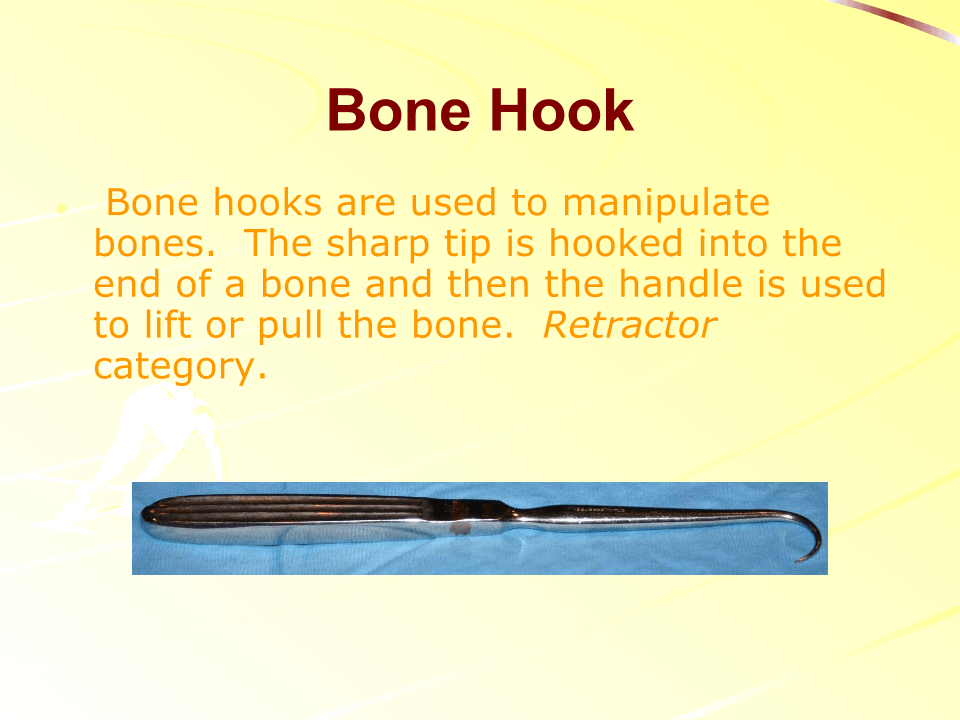 Bone Hook
• Bone hooks are used to manipulate
bones.  The sharp tip is hooked into the
end of a bone and then the handle is used
to lift or pull the bone.  Retractor
category.